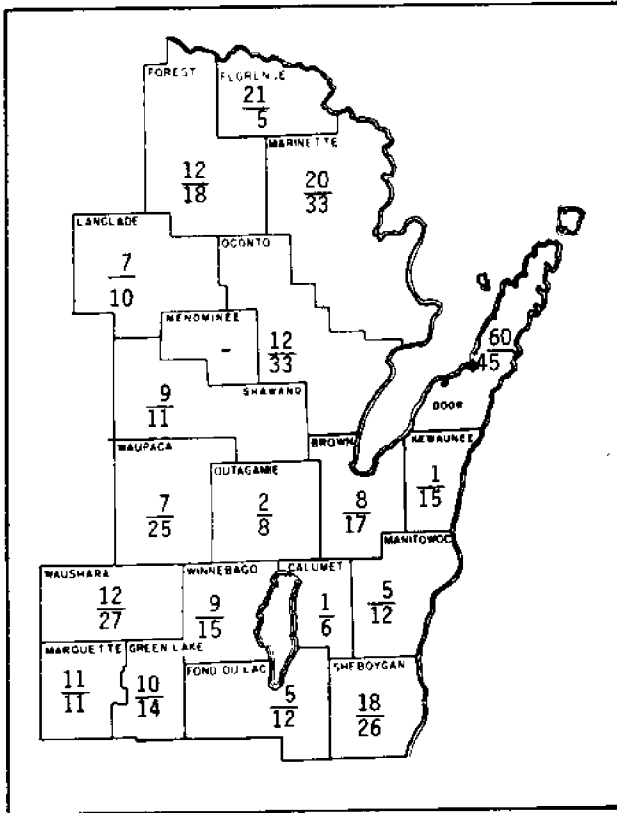 FOREST
FLORENCE
21
5
MARINETTE
12
18
20
33
LANGLADE
OCONTO
7
10
MENOMINEE
-
12
33
60
45
SHAWANO
9
11
DOOR
WAUPACA
BROWN
KEWAUNEE
OUTAGAMIE
7
25
2
8
8
17
1
15
MANITOWOC
WAUSHARA
WINNEBAGO
CALUMET
12
27
9
15
1
6
5
12
MARQUETTE
GREEN LAKE
FOND DU LAC
SHEBOYGAN
11
11
10
14
5
12
18
26